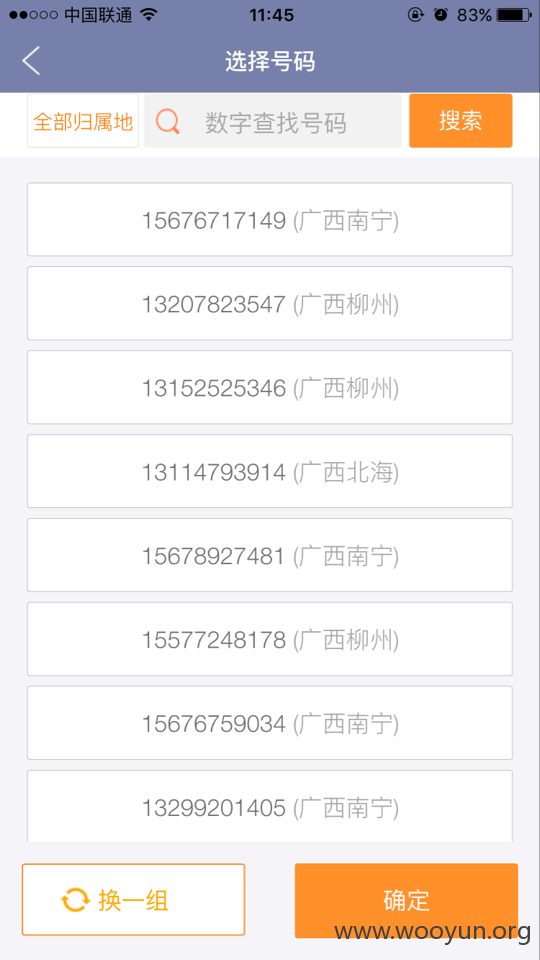 中国联通 11:45 83%
选择号码
全部归属地 数字查找号码 搜索
15676717149 (广西南宁)
13207823547 (广西柳州)
13152525346 (广西柳州)
13114793914 (广西北海)
15678927481 (广西南宁)
15577248178 (广西柳州)
15676759034 (广西南宁)
13299201405 (广西南宁)
换一组 确定
www.wooyun.org